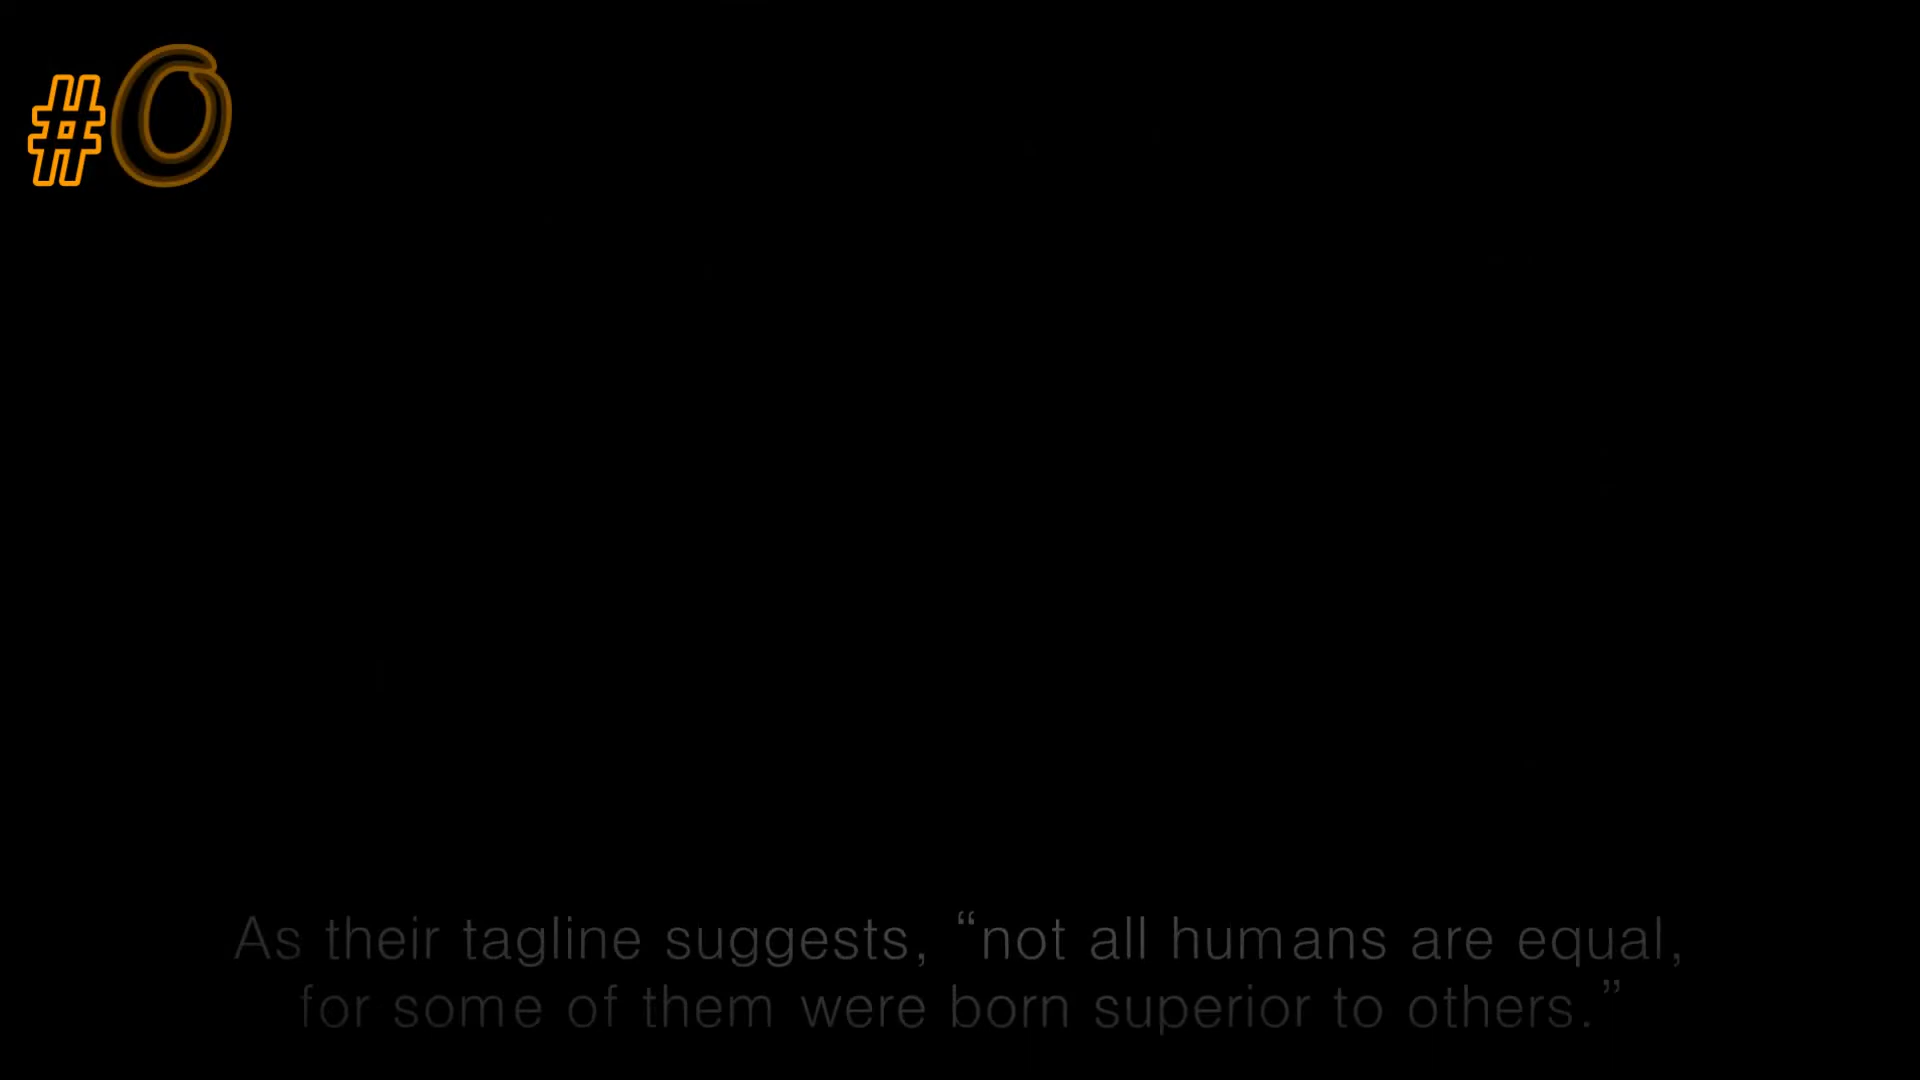 #0
As their tagline suggests, “not all humans are equal,
for some of them were born superior to others.”